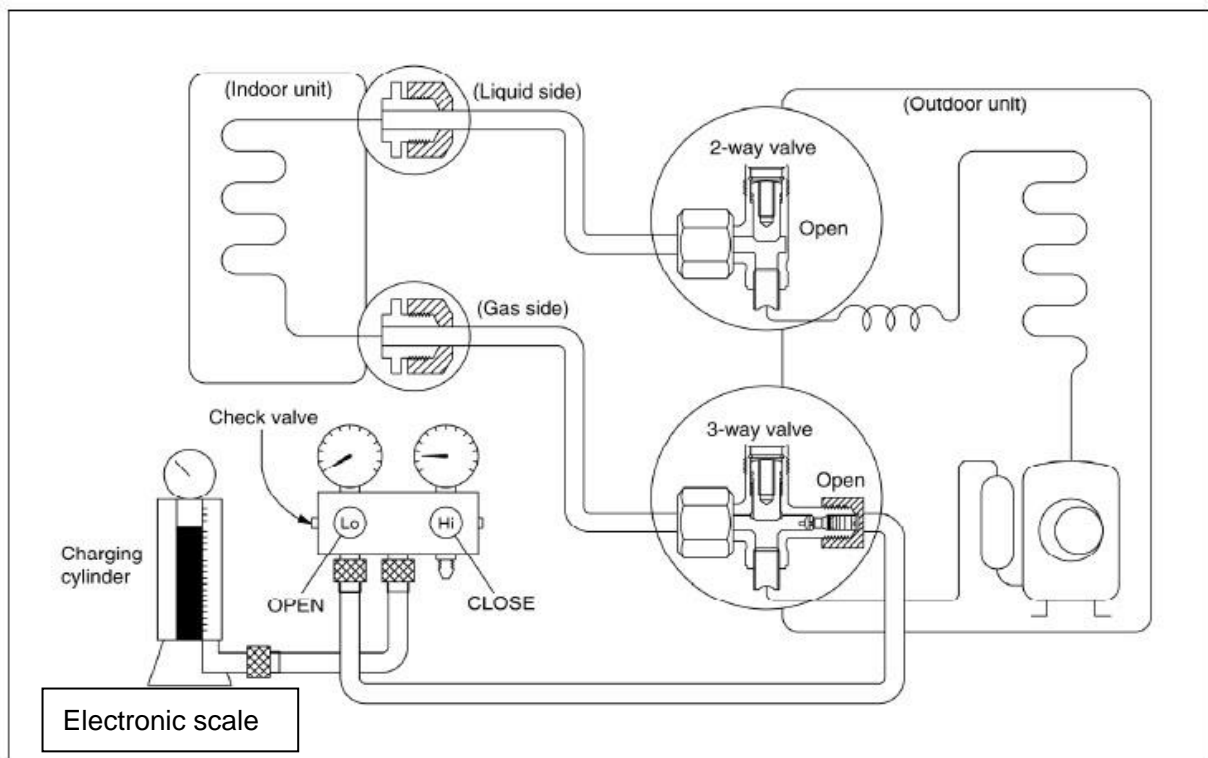 (Indoor unit)
(Liquid side)
(Outdoor unit)
2-way valve
Open
(Gas side)
Check valve
3-way valve
Open
Lo
Hi
Charging
cylinder
OPEN
CLOSE
Electronic scale